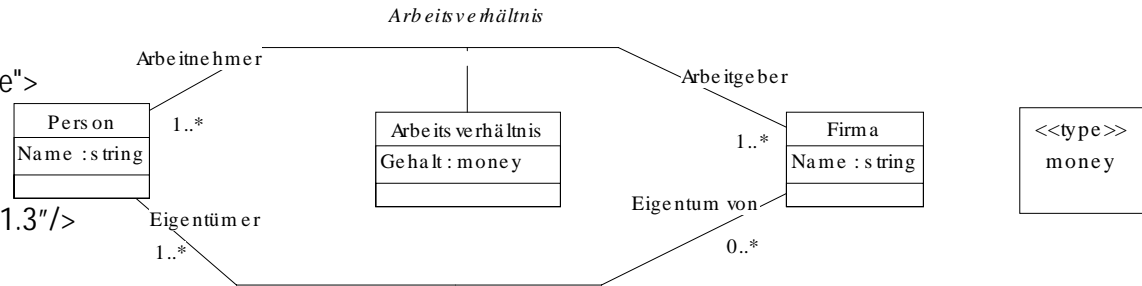 Arbeitsverhältnis
Arbeitnehmer
Arbeitgeber
e">
Person
1..*
Arbeitsverhältnis
1..*
Firma
<<type>>
Name : string
Gehalt : money
Name : string
money
1.3"/>
Eigentümer
Eigentum von
1..*
0..*